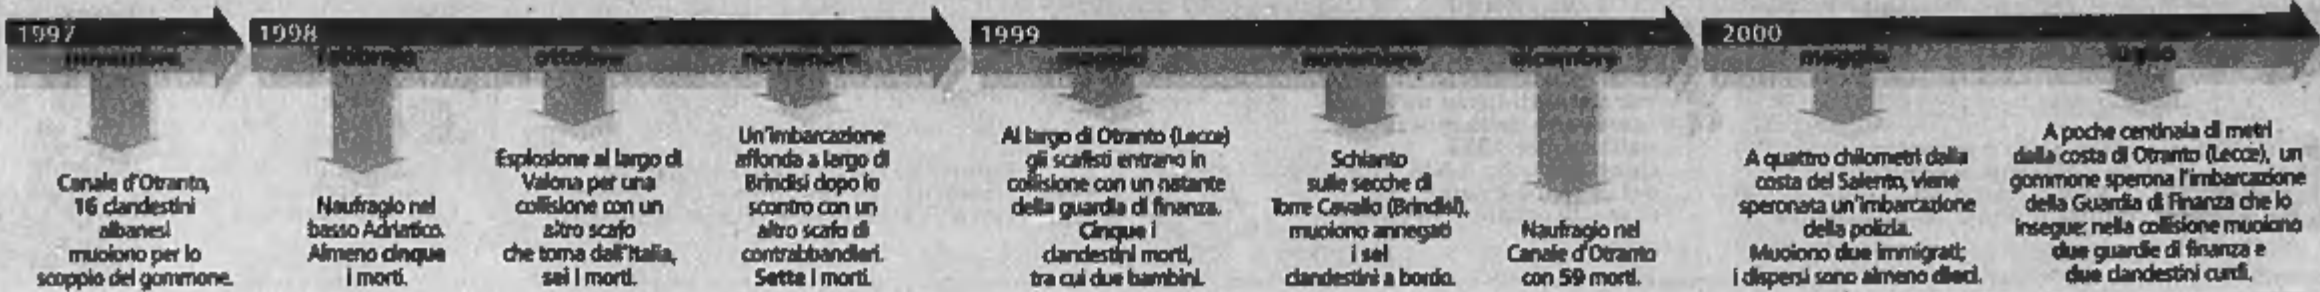 1997
novembre
Canale d'Otranto,
16 clandestini
albanesi
muoiono per lo
scoppio del gommone.
1998
Naufragio nel
basso Adriatico.
Almeno cinque
i morti.
ottobre
Esplosione al largo di
Valona per una
collisione con un
altro scafo
che torna dall'Italia,
sei i morti.
novembre
Un'imbarcazione
affonda a largo di
Brindisi dopo lo
scontro con un
altro scafo di
contrabbandieri.
Sette i morti.
1999
Al largo di Otranto (Lecce)
gli scafisti entrano in
collisione con un natante
della guardia di finanza.
Cinque i
clandestini morti,
tra cui due bambini.
novembre
Schianto
sulle secche di
Torre Cavallo (Brindisi),
muoiono annegati
i sei
clandestini a bordo.
dicembre
Naufragio nel
Canale d'Otranto
con 59 morti.
2000
maggio
A quattro chilometri dalla
costa del Salento, viene
speronata un'imbarcazione
della polizia.
Muoiono due immigrati;
i dispersi sono almeno dieci.
luglio
A poche centinaia di metri
dalla costa di Otranto (Lecce), un
gommone sperona l'imbarcazione
della Guardia di Finanza che lo
insegue: nella collisione muoiono
due guardie di finanza e
due clandestini curdi.